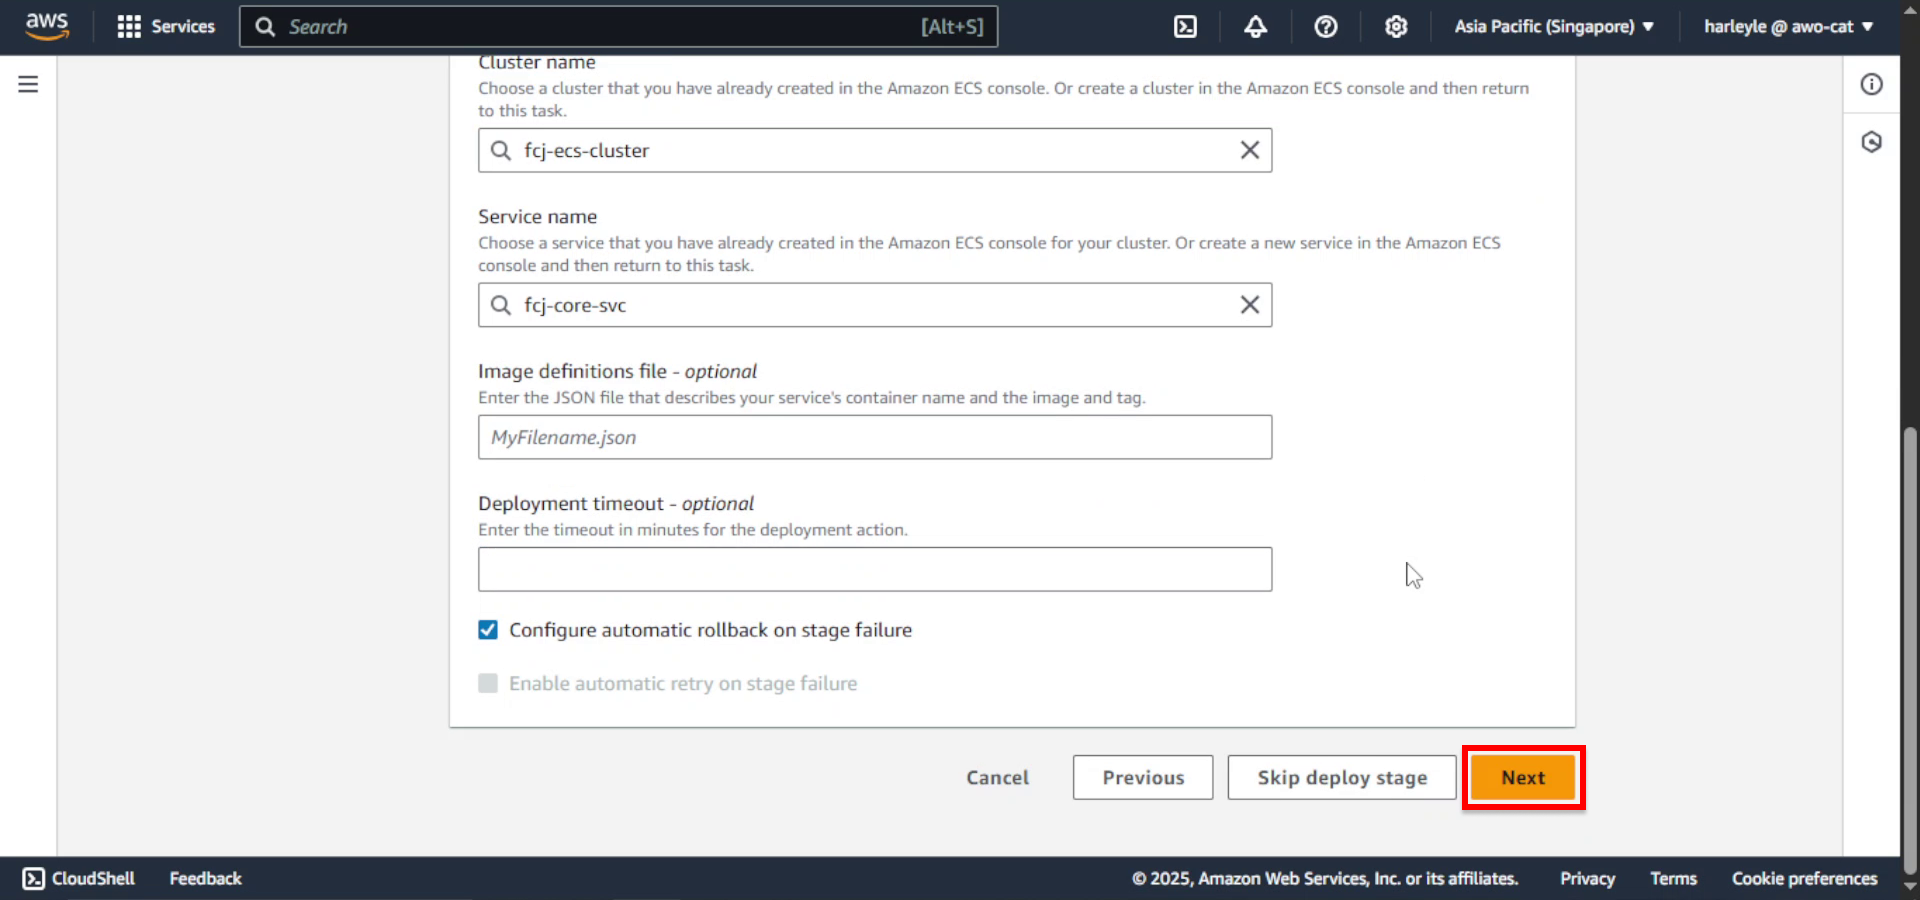 aws
Services
Search
[Alt+S]
Asia Pacific (Singapore)
harleyle @ awo-cat
Cluster name
Choose a cluster that you have already created in the Amazon ECS console. Or create a cluster in the Amazon ECS console and then return
to this task.
fcj-ecs-cluster
Service name
Choose a service that you have already created in the Amazon ECS console for your cluster. Or create a new service in the Amazon ECS
console and then return to this task.
fcj-core-svc
Image definitions file - optional
Enter the JSON file that describes your service's container name and the image and tag.
MyFilename.json
Deployment timeout - optional
Enter the timeout in minutes for the deployment action.
Configure automatic rollback on stage failure
Enable automatic retry on stage failure
Cancel
Previous
Skip deploy stage
Next
CloudShell
Feedback
© 2025, Amazon Web Services, Inc. or its affiliates.
Privacy
Terms
Cookie preferences